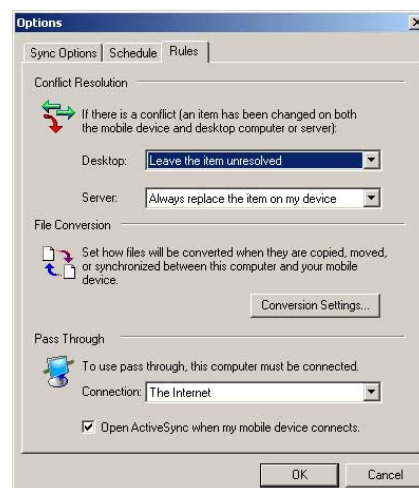 Options
Sync Options
Schedule
Rules
Conflict Resolution
If there is a conflict (an item has been changed on both
the mobile device and desktop computer or server):
Desktop:
Leave the item unresolved
Server:
Always replace the item on my device
File Conversion
Set how files will be converted when they are copied, moved,
or synchronized between this computer and your mobile
device.
Conversion Settings...
Pass Through
To use pass through, this computer must be connected.
Connection:
The Internet
Open ActiveSync when my mobile device connects.
OK
Cancel